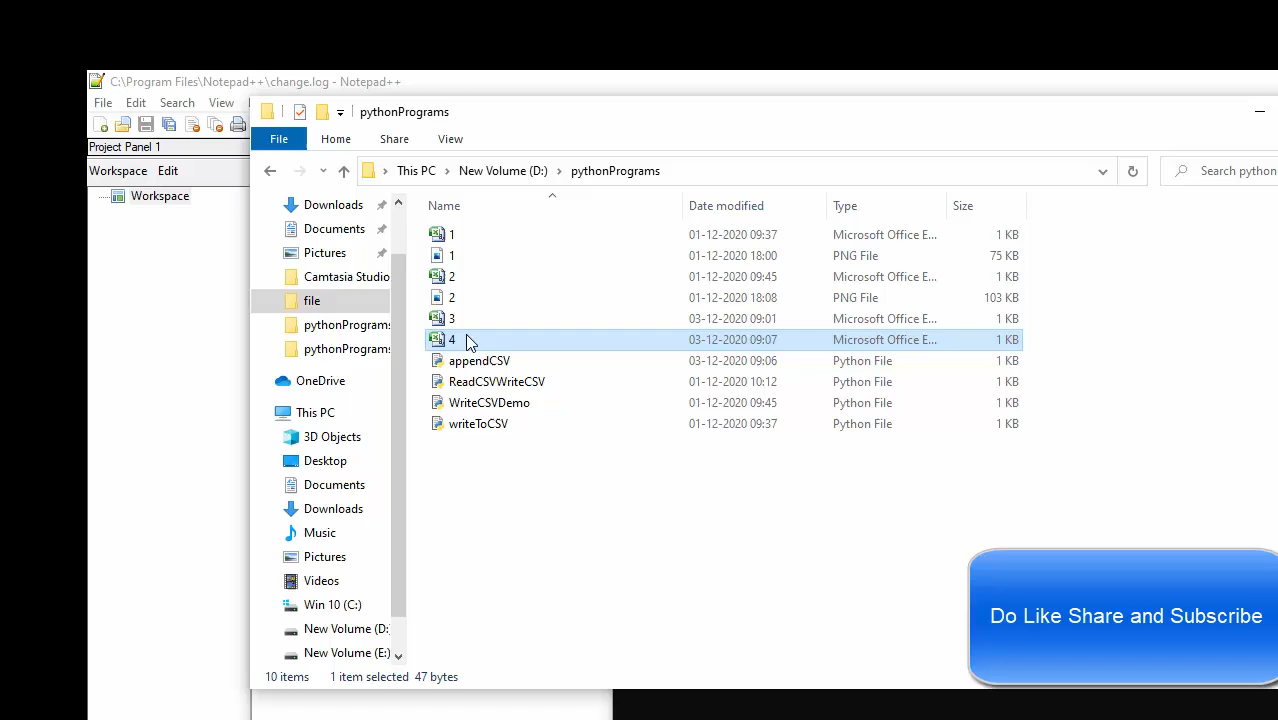 C:\Program Files\Notepad++\change.log - Notepad++
File Edit Search View
Project Panel 1
Workspace Edit
Workspace
pythonPrograms
File Home Share View
This PC New Volume (D:) pythonPrograms
Search python
Downloads
Documents
Pictures
Camtasia Studio
file
pythonPrograms
pythonPrograms
OneDrive
This PC
3D Objects
Desktop
Documents
Downloads
Music
Pictures
Videos
Win 10 (C:)
New Volume (D:
New Volume (E:)
Name Date modified Type Size
1 01-12-2020 09:37 Microsoft Office E... 1 KB
1 01-12-2020 18:00 PNG File 75 KB
2 01-12-2020 09:45 Microsoft Office E... 1 KB
2 01-12-2020 18:08 PNG File 103 KB
3 03-12-2020 09:01 Microsoft Office E... 1 KB
4 03-12-2020 09:07 Microsoft Office E... 1 KB
appendCSV 03-12-2020 09:06 Python File 1 KB
ReadCSVWriteCSV 01-12-2020 10:12 Python File 1 KB
WriteCSVDemo 01-12-2020 09:45 Python File 1 KB
writeToCSV 01-12-2020 09:37 Python File 1 KB
Do Like Share and Subscribe
10 items 1 item selected 47 bytes